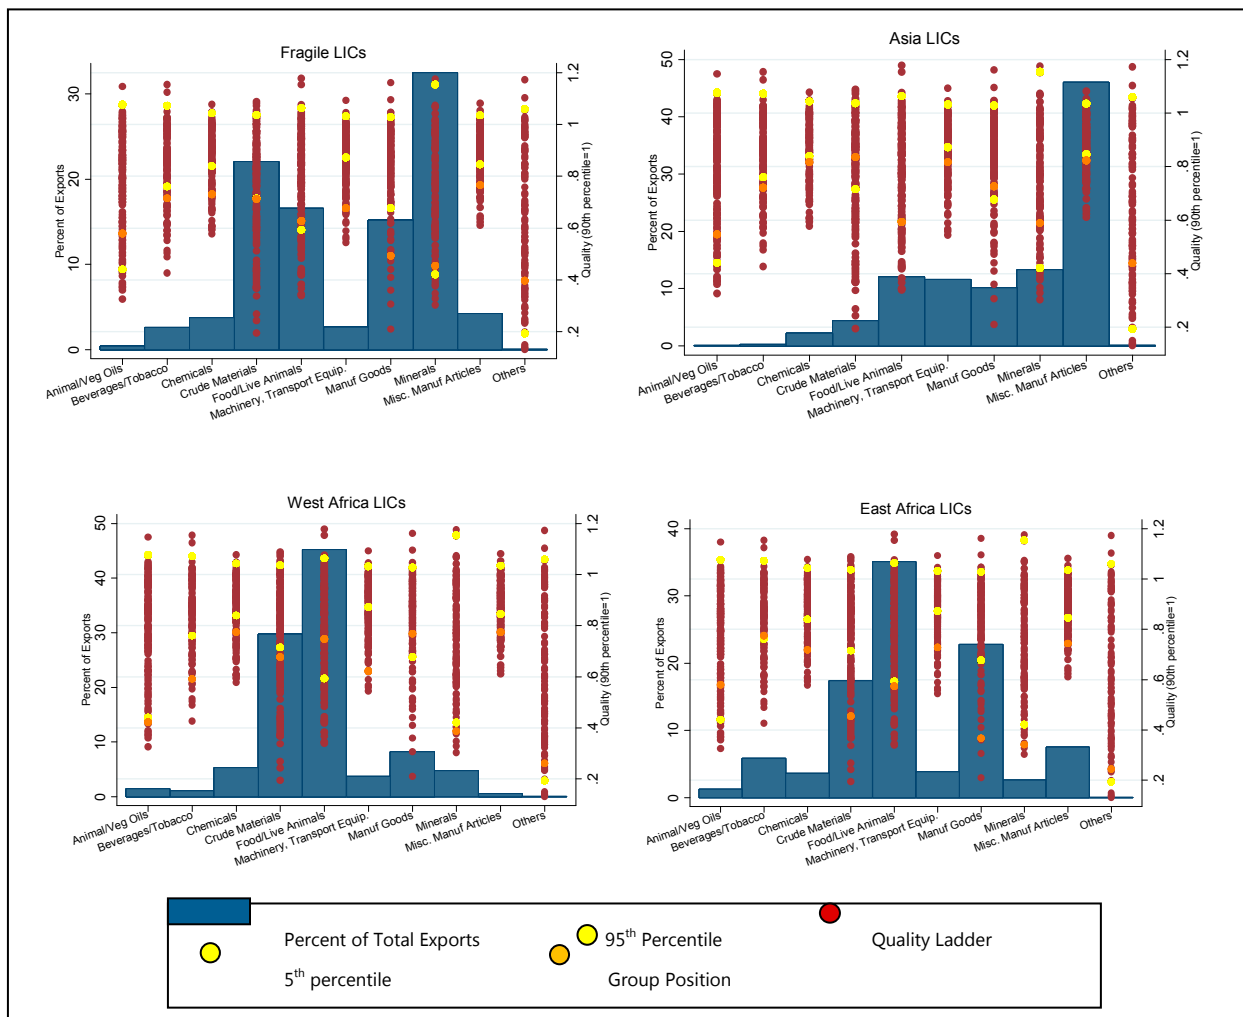 Fragile LICs
Percent of Exports
0
10
20
30
Quality (90th percentile=1)
.2
.4
.6
.8
1
1.2
Animal/Veg Oils
Beverages/Tobacco
Chemicals
Crude Materials
Food/Live Animals
Machinery, Transport Equip.
Manuf Goods
Minerals
Misc. Manuf Articles
Others
Asia LICs
Percent of Exports
0
10
20
30
40
50
Quality (90th percentile=1)
.2
.4
.6
.8
1
1.2
Animal/Veg Oils
Beverages/Tobacco
Chemicals
Crude Materials
Food/Live Animals
Machinery, Transport Equip.
Manuf Goods
Minerals
Misc. Manuf Articles
Others
West Africa LICs
Percent of Exports
0
10
20
30
40
50
Quality (90th percentile=1)
.2
.4
.6
.8
1
1.2
Animal/Veg Oils
Beverages/Tobacco
Chemicals
Crude Materials
Food/Live Animals
Machinery, Transport Equip.
Manuf Goods
Minerals
Misc. Manuf Articles
Others
East Africa LICs
Percent of Exports
0
10
20
30
40
Quality (90th percentile=1)
.2
.4
.6
.8
1
1.2
Animal/Veg Oils
Beverages/Tobacco
Chemicals
Crude Materials
Food/Live Animals
Machinery, Transport Equip.
Manuf Goods
Minerals
Misc. Manuf Articles
Others
Percent of Total Exports
95th Percentile
Quality Ladder
5th percentile
Group Position